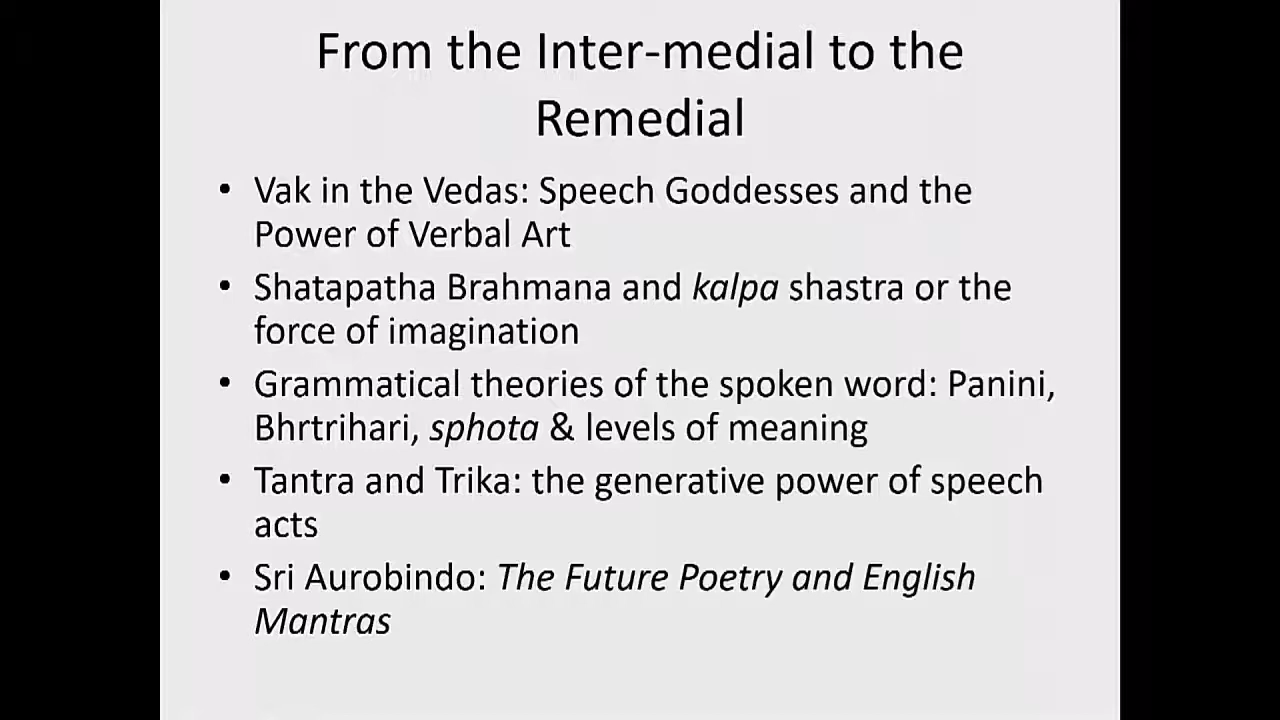 From the Inter-medial to the
Remedial
• Vak in the Vedas: Speech Goddesses and the
Power of Verbal Art
• Shatapatha Brahmana and kalpa shastra or the
force of imagination
• Grammatical theories of the spoken word: Panini,
Bhrtrihari, sphota & levels of meaning
• Tantra and Trika: the generative power of speech
acts
• Sri Aurobindo: The Future Poetry and English
Mantras